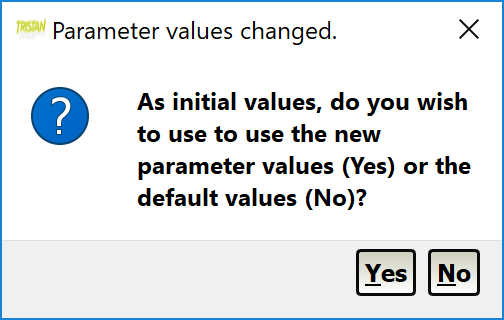 TRISTAN Parameter values changed.
?
As initial values, do you wish
to use to use the new
parameter values (Yes) or the
default values (No)?
Yes No